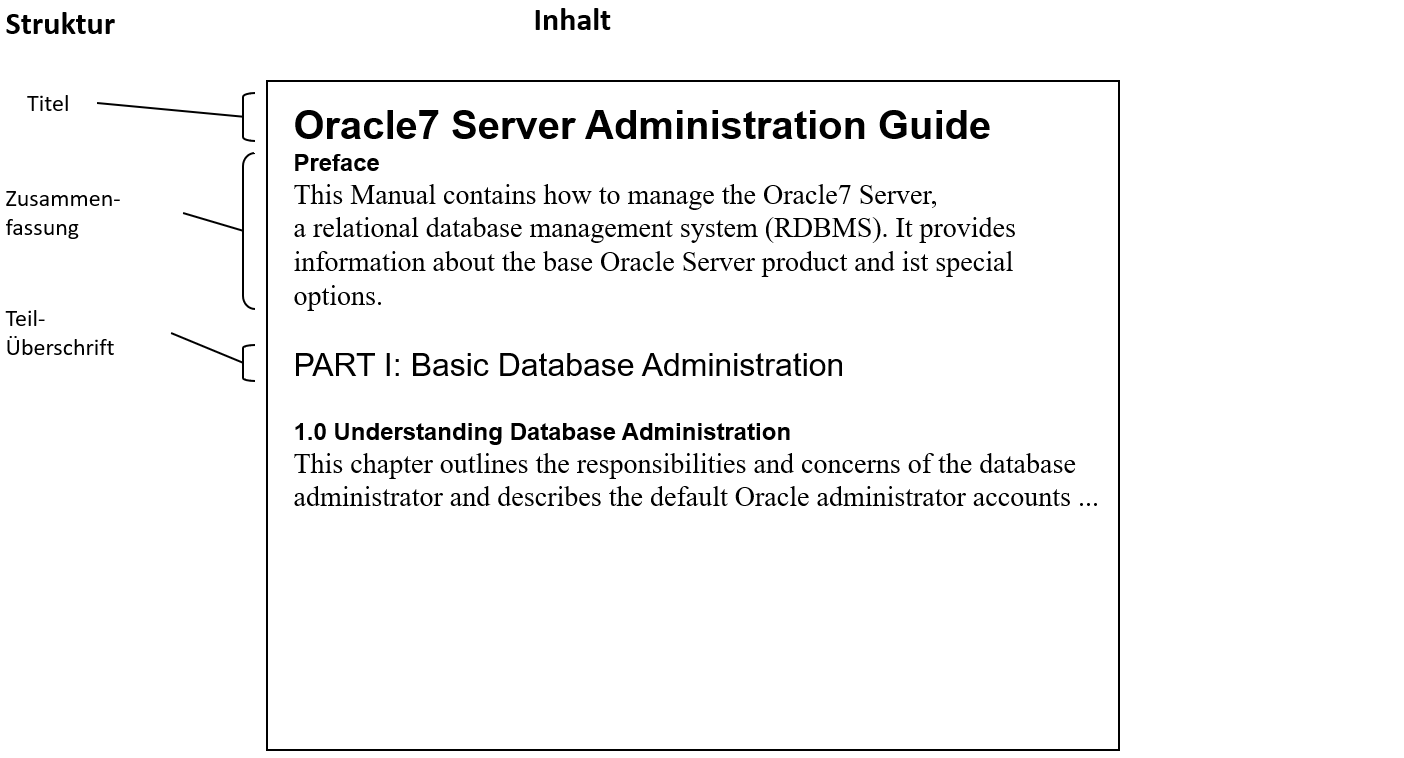 Struktur
Inhalt
Titel
Oracle7 Server Administration Guide
Preface
Zusammen-
fassung
This Manual contains how to manage the Oracle7 Server,
a relational database management system (RDBMS). It provides
information about the base Oracle Server product and ist special
options.
Teil-
Überschrift
PART I: Basic Database Administration
1.0 Understanding Database Administration
This chapter outlines the responsibilities and concerns of the database
administrator and describes the default Oracle administrator accounts ...